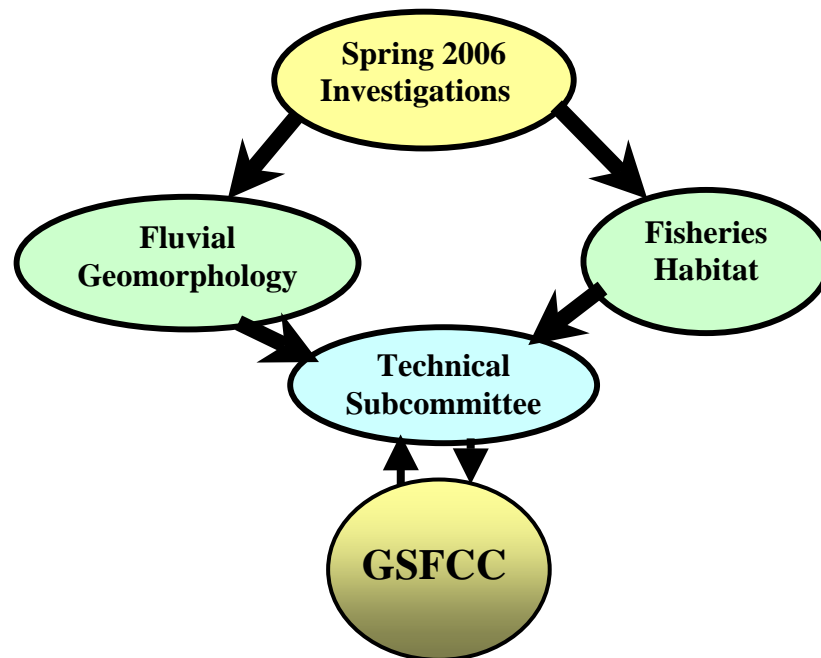 Spring 2006
Investigations
Fluvial
Geomorphology
Fisheries
Habitat
Technical
Subcommittee
GSFCC